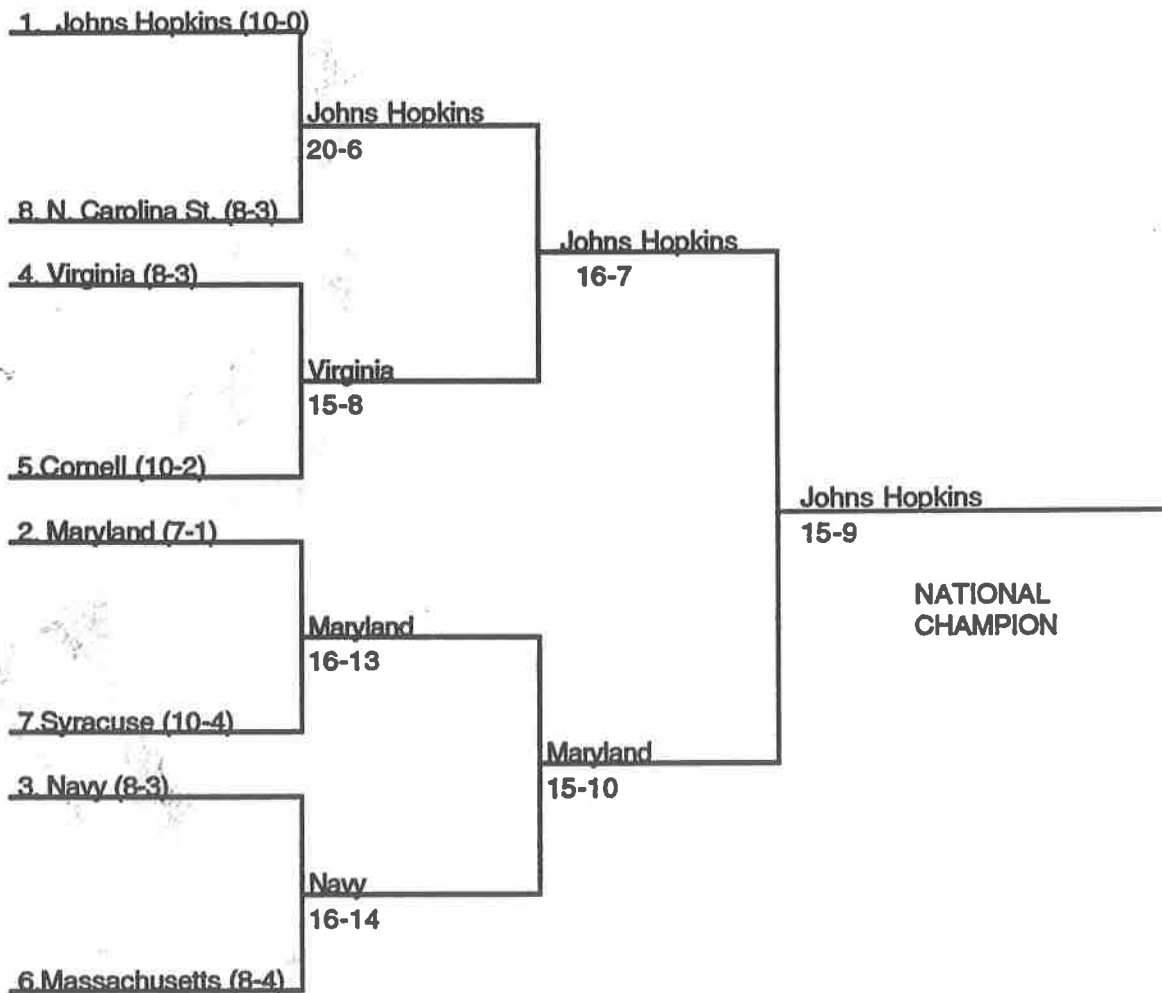 1. Johns Hopkins (10-0)
Johns Hopkins
20-6
8. N. Carolina St. (8-3)
Johns Hopkins
16-7
4. Virginia (8-3)
Virginia
15-8
5.Cornell (10-2)
Johns Hopkins
15-9
2. Maryland (7-1)
NATIONAL
CHAMPION
Maryland
16-13
7.Syracuse (10-4)
Maryland
15-10
3. Navy (8-3)
Navy
16-14
6.Massachusetts (8-4)